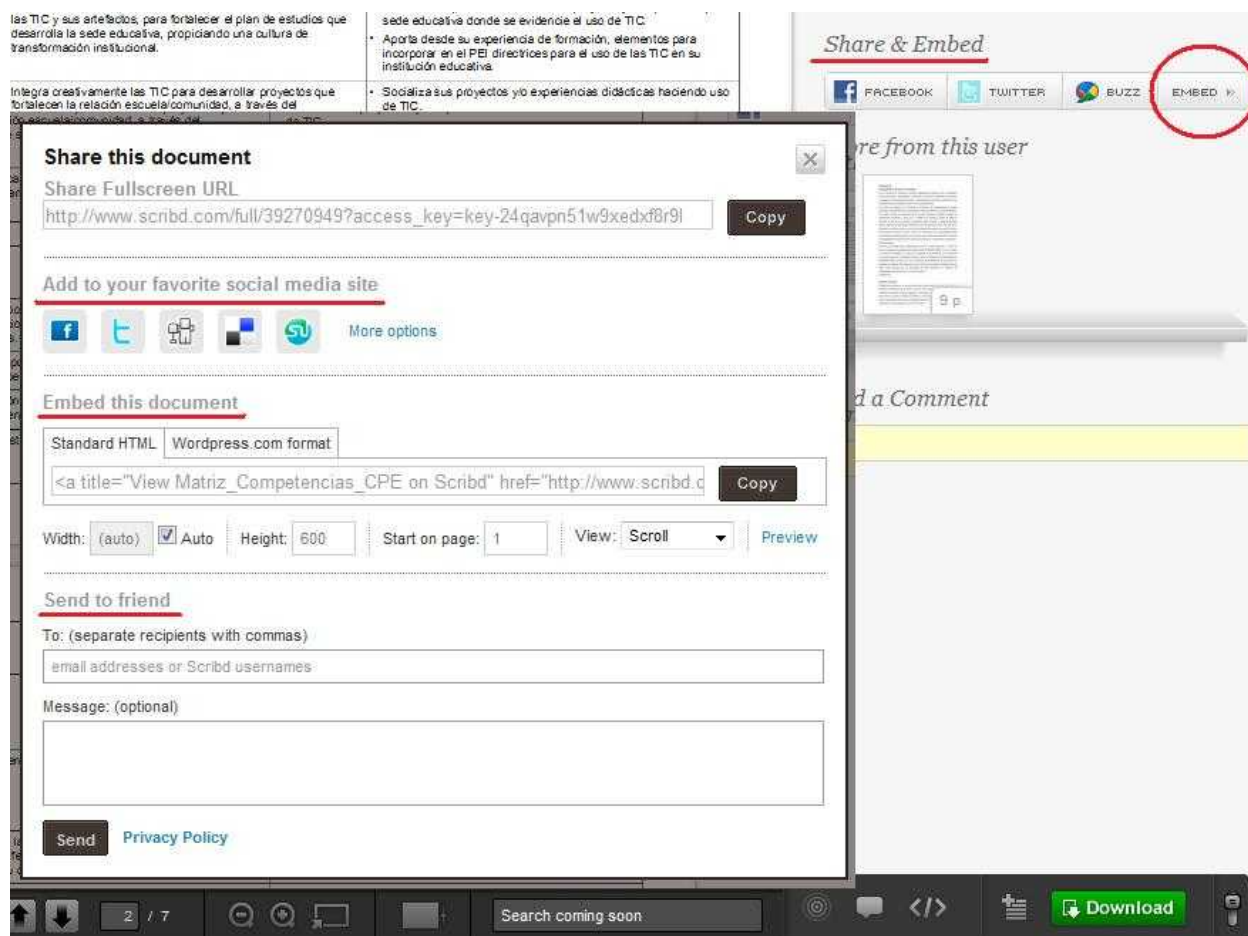 las TIC y sus artefactos, para fortalecer el plan de estudios que
desarrolla la sede educativa, propiciando una cultura de
transformación institucional.
sede educativa donde se evidencie el uso de TIC.
• Aporta desde su experiencia de formación, elementos para
incorporar en el PEI directrices para el uso de las TIC en su
institución educativa.
Integra creativamente las TIC para desarrollar proyectos que
fortalecen la relación escuela/comunidad, a través del
• Socializa sus proyectos y/o experiencias didácticas haciendo uso
de TIC.
Share & Embed
FACEBOOK TWITTER BUZZ EMBED »
re from this user
9 p.
d a Comment
Share this document
Share Fullscreen URL
http://www.scribd.com/full/39270949?access_key=key-24qavpn51w9xedxf8r9l
Copy
Add to your favorite social media site
More options
Embed this document
Standard HTML Wordpress.com format
<a title="View Matriz_Competencias_CPE on Scribd" href="http://www.scribd.c
Copy
Width: (auto) Auto Height: 600 Start on page: 1 View: Scroll Preview
Send to friend
To: (separate recipients with commas)
email addresses or Scribd usernames
Message: (optional)
Send Privacy Policy
2 / 7 Search coming soon </> Download